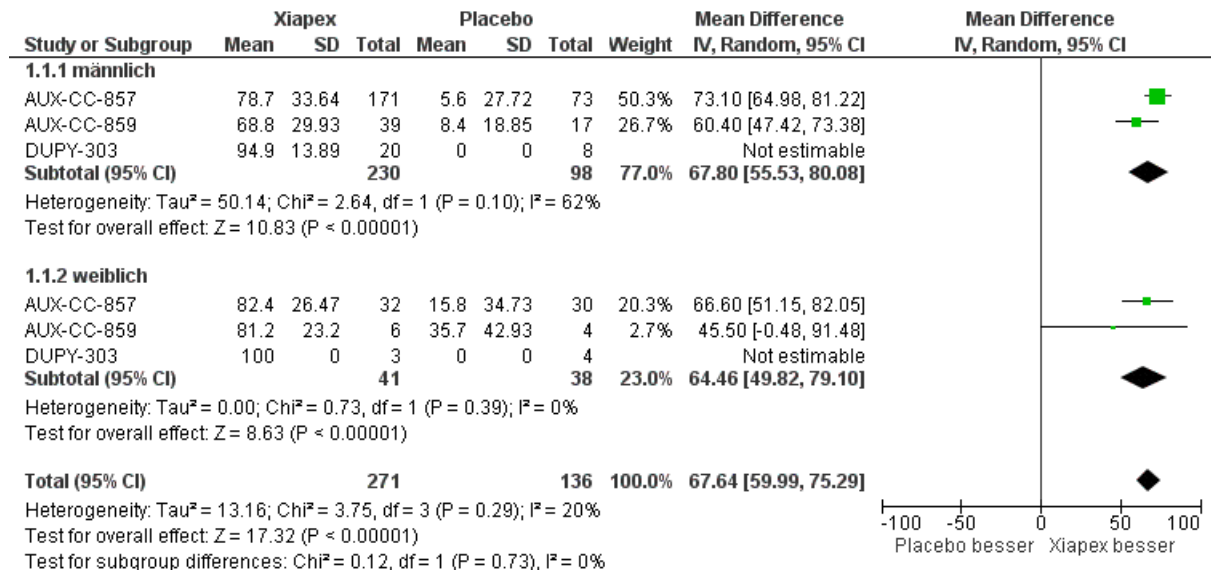 Xiapex Placebo Mean Difference Mean Difference
Study or Subgroup Mean SD Total Mean SD Total Weight IV, Random, 95% CI IV, Random, 95% CI
1.1.1 männlich
AUX-CC-857 78.7 33.64 171 5.6 27.72 73 50.3% 73.10 [64.98, 81.22]
AUX-CC-859 68.8 29.93 39 8.4 18.85 17 26.7% 60.40 [47.42, 73.38]
DUPY-303 94.9 13.89 20 0 0 8 Not estimable
Subtotal (95% CI) 230 98 77.0% 67.80 [55.53, 80.08]
Heterogeneity: Tau² = 50.14; Chi² = 2.64, df = 1 (P = 0.10); I² = 62%
Test for overall effect: Z = 10.83 (P < 0.00001)
1.1.2 weiblich
AUX-CC-857 82.4 26.47 32 15.8 34.73 30 20.3% 66.60 [51.15, 82.05]
AUX-CC-859 81.2 23.2 6 35.7 42.93 4 2.7% 45.50 [-0.48, 91.48]
DUPY-303 100 0 3 0 0 4 Not estimable
Subtotal (95% CI) 41 38 23.0% 64.46 [49.82, 79.10]
Heterogeneity: Tau² = 0.00; Chi² = 0.73, df = 1 (P = 0.39); I² = 0%
Test for overall effect: Z = 8.63 (P < 0.00001)
Total (95% CI) 271 136 100.0% 67.64 [59.99, 75.29]
Heterogeneity: Tau² = 13.16; Chi² = 3.75, df = 3 (P = 0.29); I² = 20%
Test for overall effect: Z = 17.32 (P < 0.00001)
Test for subgroup differences: Chi² = 0.12, df = 1 (P = 0.73), I² = 0%
-100 -50 0 50 100
Placebo besser Xiapex besser